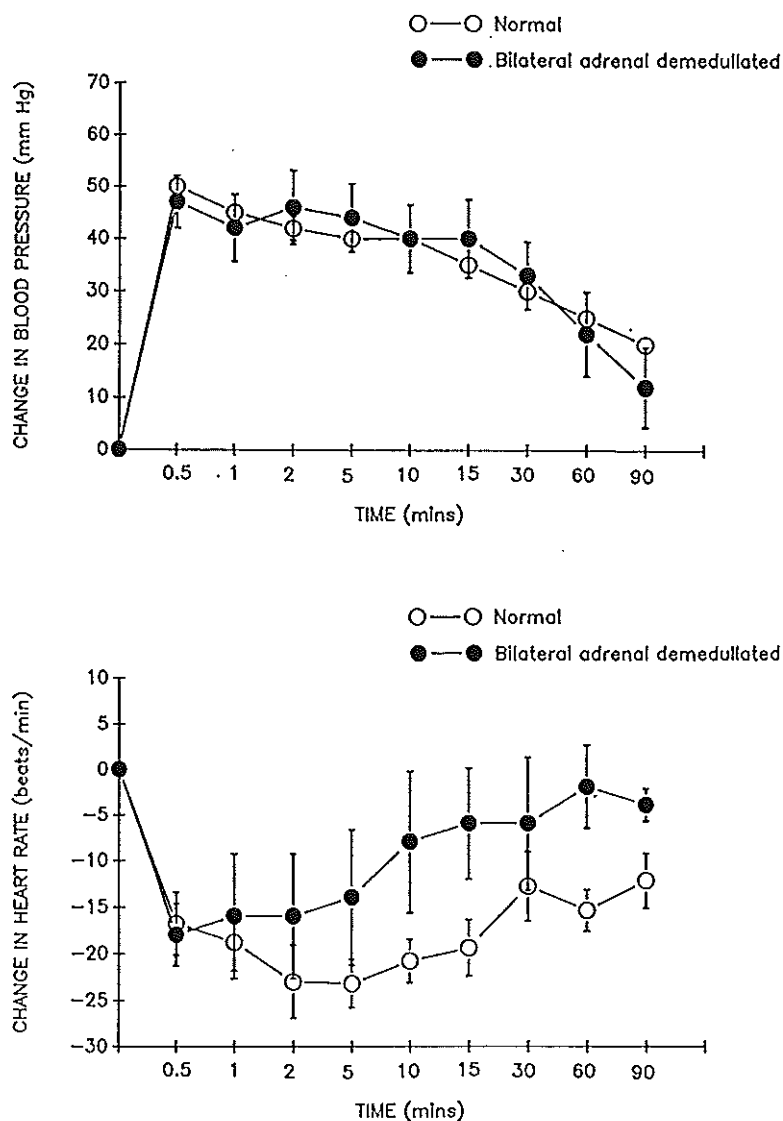 Normal
Bilateral adrenal demedullated
CHANGE IN BLOOD PRESSURE (mm Hg)
70
60
50
40
30
20
10
0
0.5 1 2 5 10 15 30 60 90
TIME (mins)
Normal
Bilateral adrenal demedullated
CHANGE IN HEART RATE (beats/min)
10
5
0
-5
-10
-15
-20
-25
-30
0.5 1 2 5 10 15 30 60 90
TIME (mins)